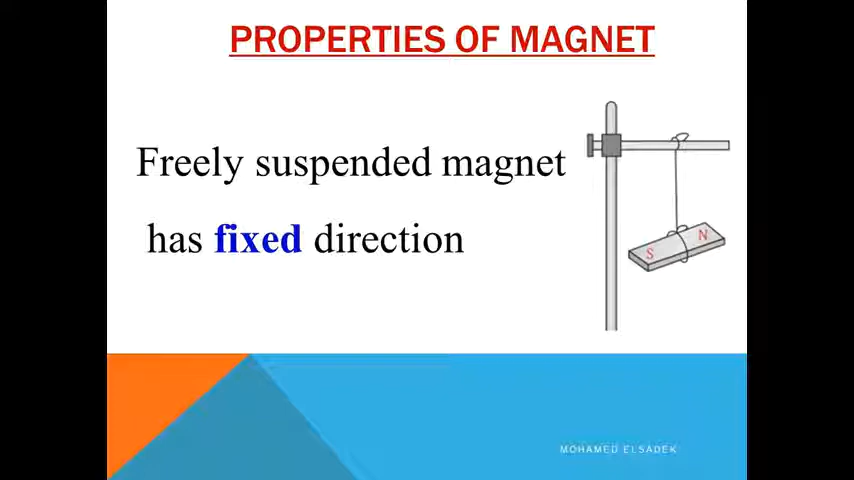 PROPERTIES OF MAGNET
Freely suspended magnet
has fixed direction
S
N
MOHAMED ELSADEK